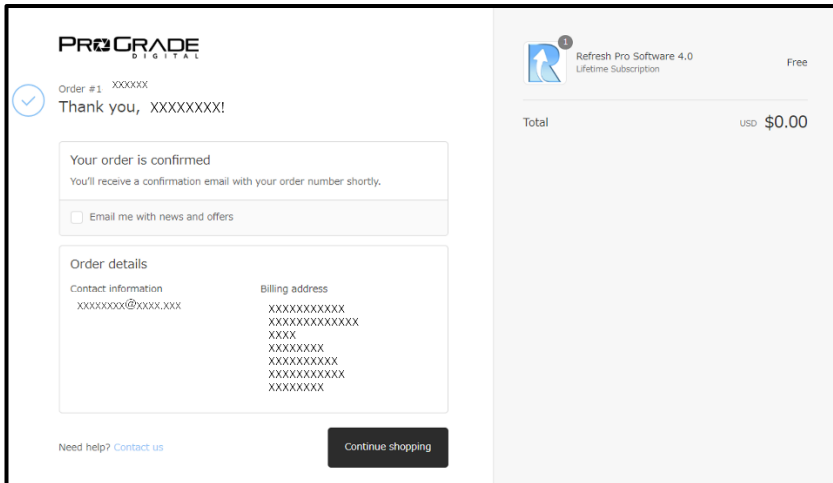 PROGRADE
DIGITAL
Order #1 XXXXXX
Thank you, XXXXXXXX!
Your order is confirmed
You'll receive a confirmation email with your order number shortly.
Email me with news and offers
Order details
Contact information
XXXXXXXX@XXXX.XXX
Billing address
XXXXXXXXXXX
XXXXXXXXXXXXX
XXXX
XXXXXXXX
XXXXXXXXXX
XXXXXXXXXXX
XXXXXXXX
Need help? Contact us
Continue shopping
1
Refresh Pro Software 4.0
Lifetime Subscription
Free
Total
USD $0.00